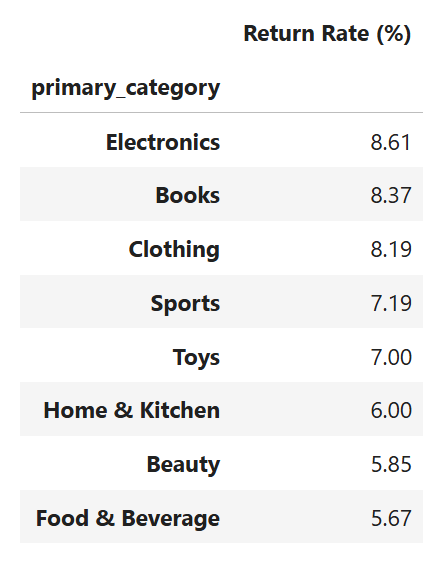 Return Rate (%)
primary_category
Electronics 8.61
Books 8.37
Clothing 8.19
Sports 7.19
Toys 7.00
Home & Kitchen 6.00
Beauty 5.85
Food & Beverage 5.67